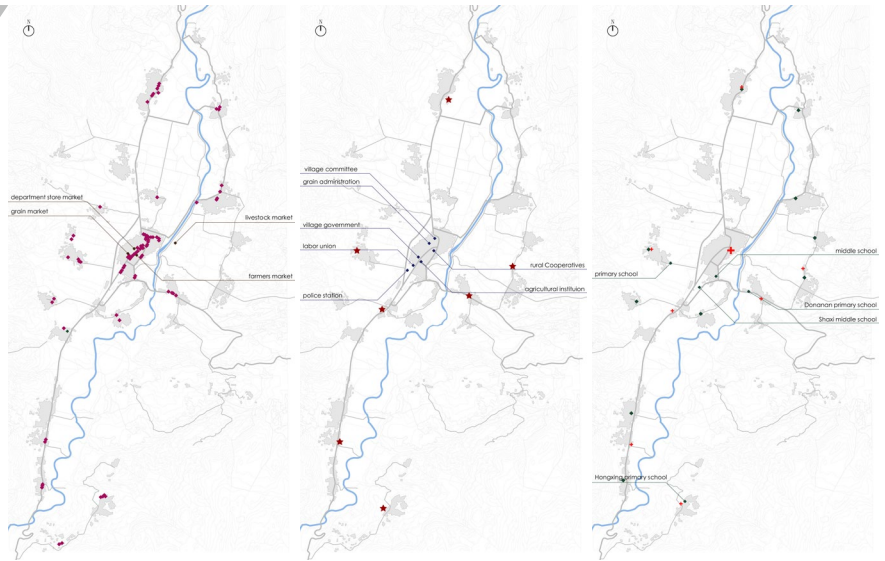 N
department store market
grain market
livestock market
farmers market
N
village committee
grain administration
village government
labor union
police station
rural Cooperatives
agricultural instituion
N
primary school
middle school
Donanan primary school
Shaxi middle school
Hongxing primary school